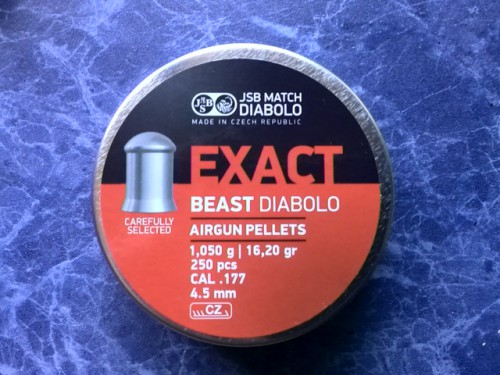 JSB
JSB MATCH
DIABOLO
MADE IN CZECH REPUBLIC
EXACT
BEAST DIABOLO
CAREFULLY
SELECTED
AIRGUN PELLETS
1,050 g | 16,20 gr
250 pcs
CAL .177
4.5 mm
CZ